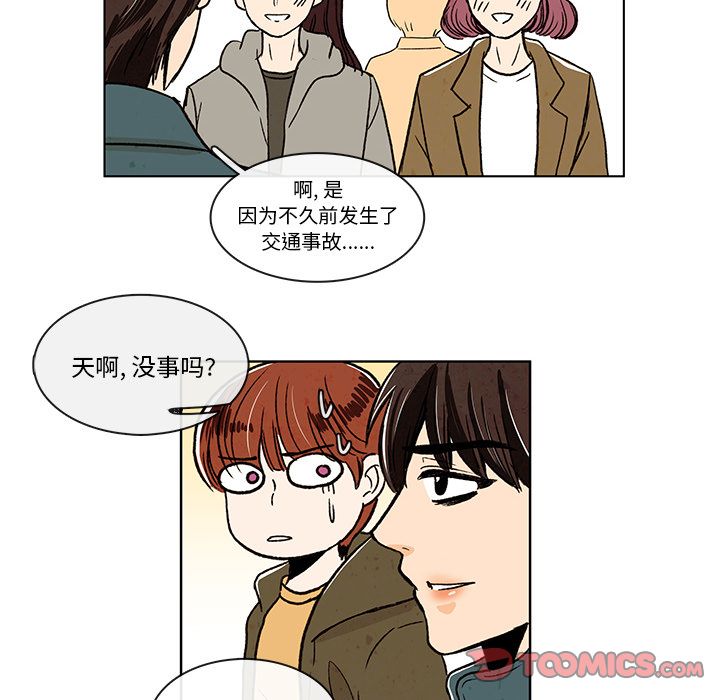 啊, 是
因为不久前发生了
交通事故......
天啊, 没事吗?
TOOMICS.COM